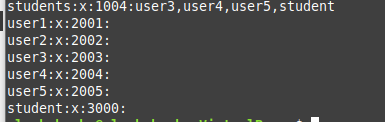 students:x:1004:user3,user4,user5,student
user1:x:2001:
user2:x:2002:
user3:x:2003:
user4:x:2004:
user5:x:2005:
student:x:3000: